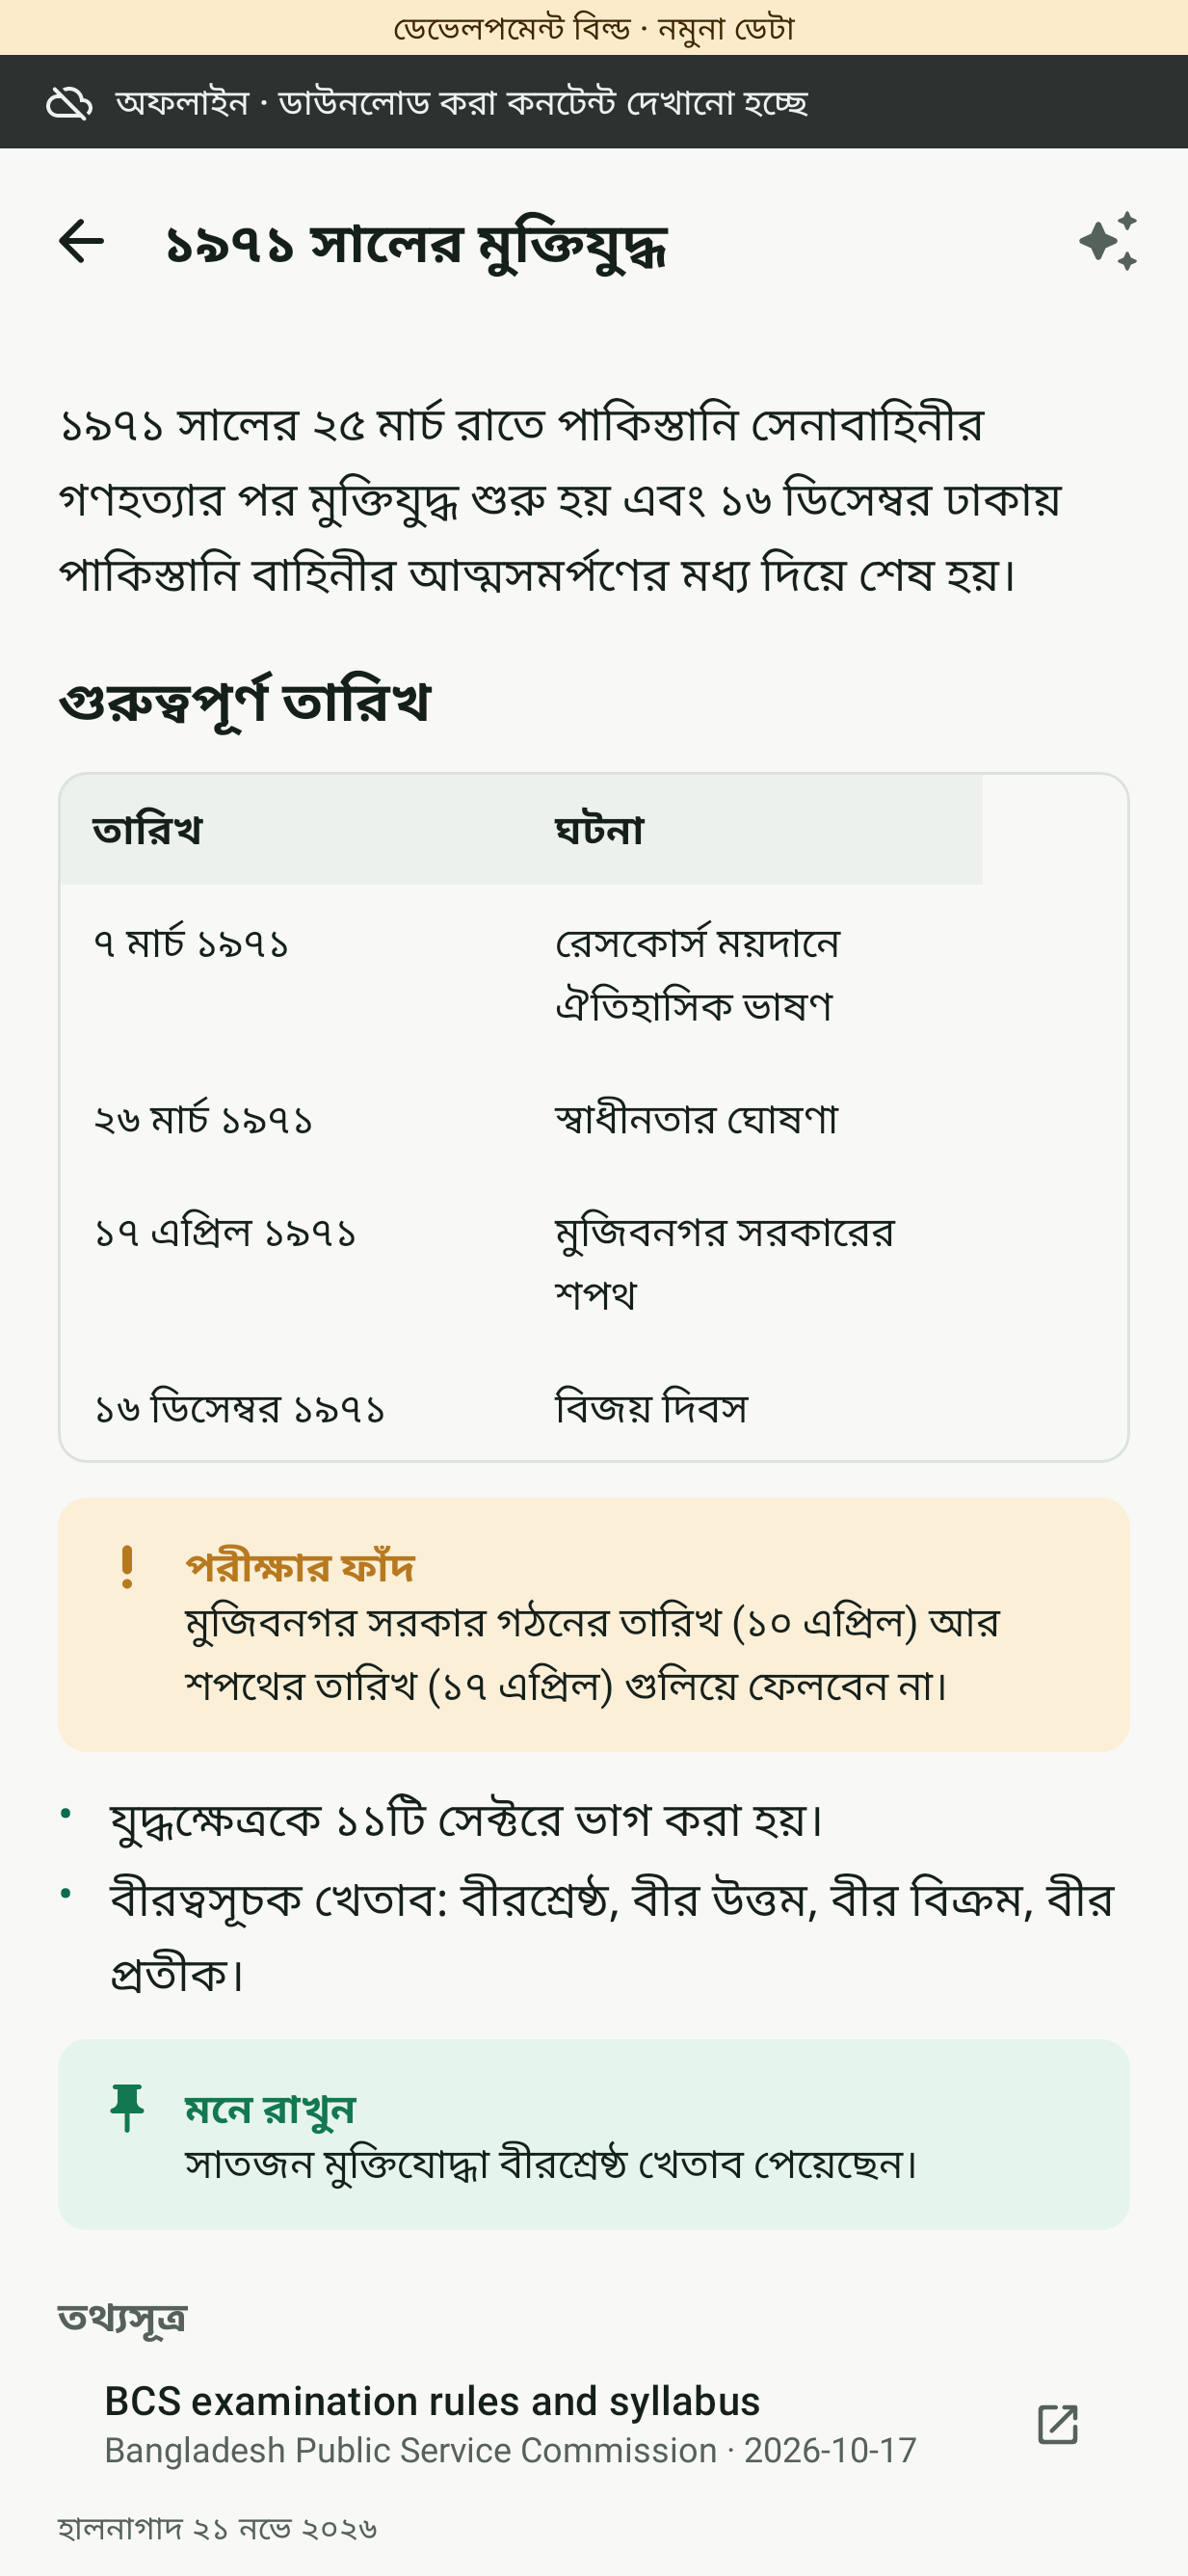 ডেভেলপমেন্ট বিল্ড · নমুনা ডেটা
অফলাইন · ডাউনলোড করা কনটেন্ট দেখানো হচ্ছে
১৯৭১ সালের মুক্তিযুদ্ধ
১৯৭১ সালের ২৫ মার্চ রাতে পাকিস্তানি সেনাবাহিনীর
গণহত্যার পর মুক্তিযুদ্ধ শুরু হয় এবং ১৬ ডিসেম্বর ঢাকায়
পাকিস্তানি বাহিনীর আত্মসমর্পণের মধ্য দিয়ে শেষ হয়।
গুরুত্বপূর্ণ তারিখ
তারিখ ঘটনা
৭ মার্চ ১৯৭১ রেসকোর্স ময়দানে
ঐতিহাসিক ভাষণ
২৬ মার্চ ১৯৭১ স্বাধীনতার ঘোষণা
১৭ এপ্রিল ১৯৭১ মুজিবনগর সরকারের
শপথ
১৬ ডিসেম্বর ১৯৭১ বিজয় দিবস
পরীক্ষার ফাঁদ
মুজিবনগর সরকার গঠনের তারিখ (১০ এপ্রিল) আর
শপথের তারিখ (১৭ এপ্রিল) গুলিয়ে ফেলবেন না।
• যুদ্ধক্ষেত্রকে ১১টি সেক্টরে ভাগ করা হয়।
• বীরত্বসূচক খেতাব: বীরশ্রেষ্ঠ, বীর উত্তম, বীর বিক্রম, বীর
প্রতীক।
মনে রাখুন
সাতজন মুক্তিযোদ্ধা বীরশ্রেষ্ঠ খেতাব পেয়েছেন।
তথ্যসূত্র
BCS examination rules and syllabus
Bangladesh Public Service Commission · 2026-10-17
হালনাগাদ ২১ নভে ২০২৬